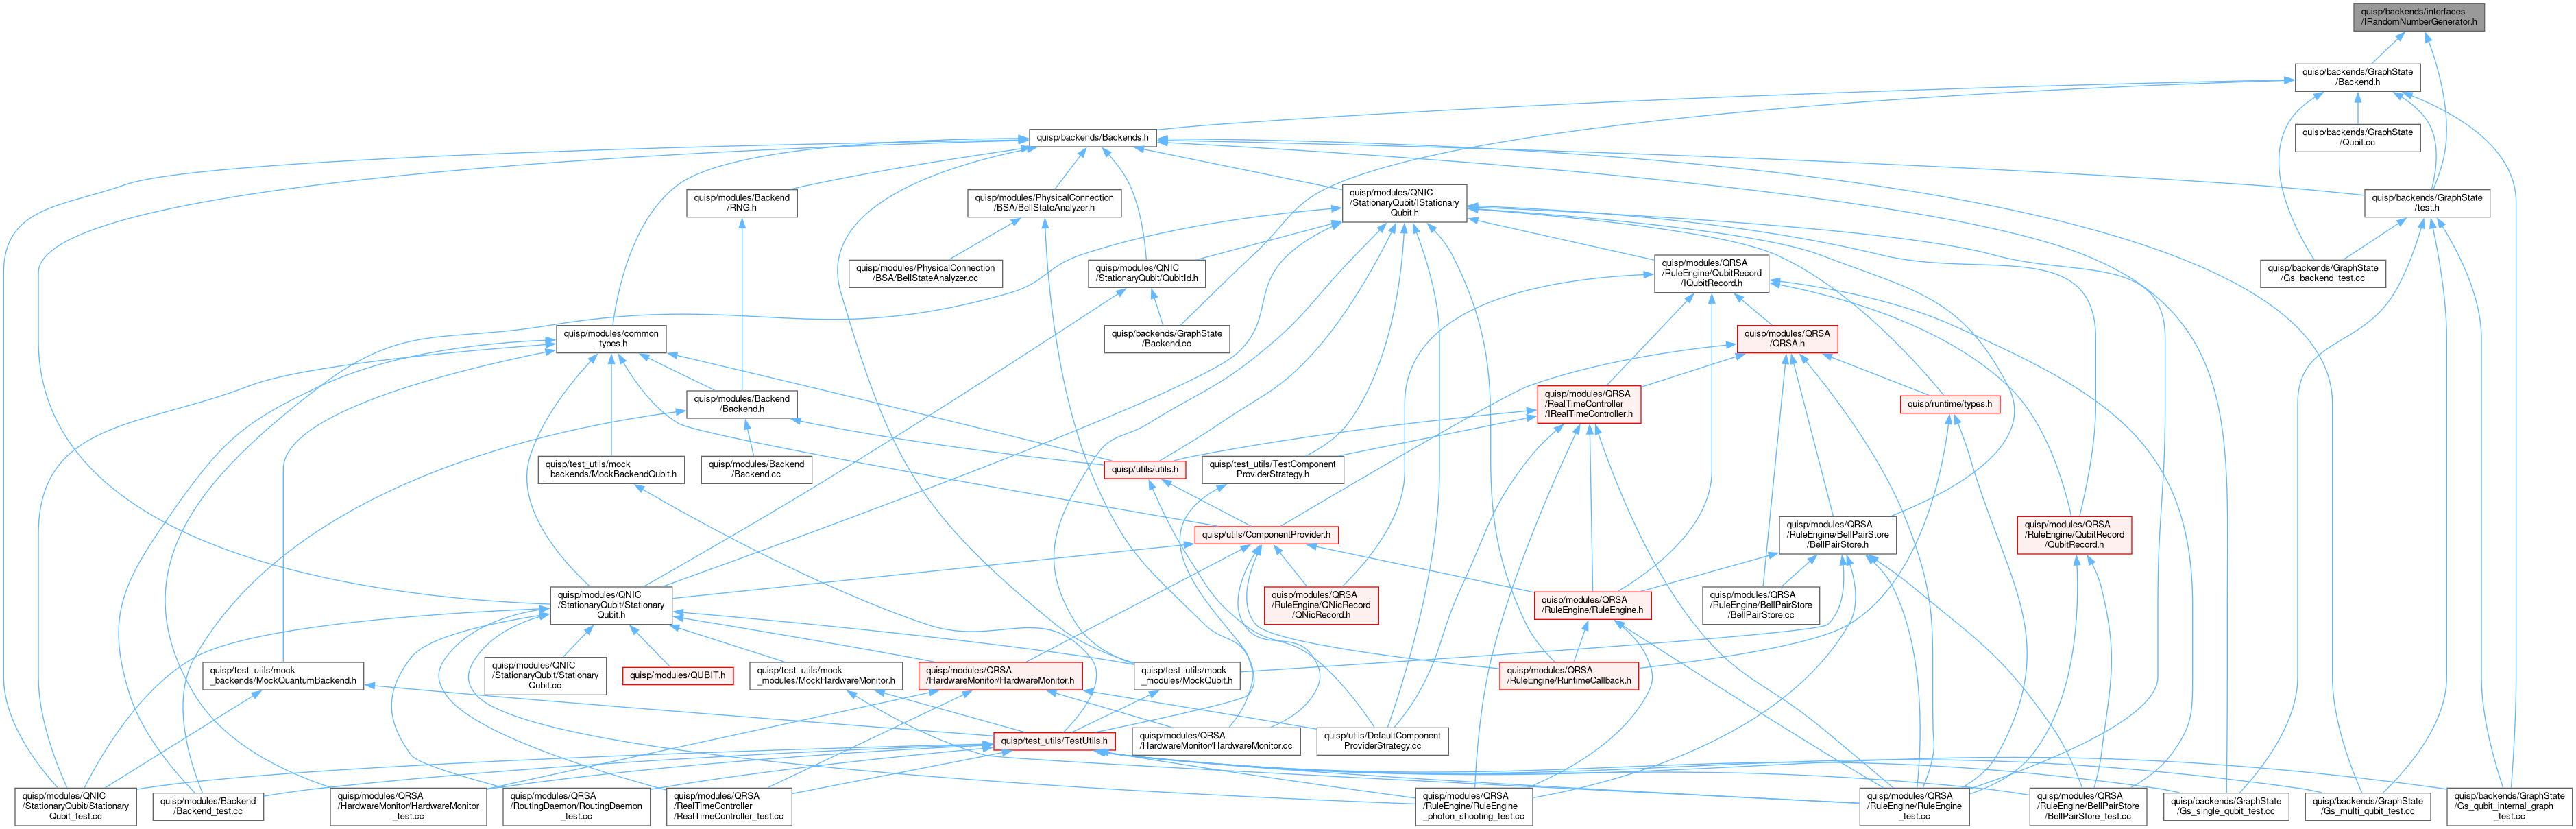 quisp/backends/interfaces
/IRandomNumberGenerator.h
quisp/backends/GraphState
/Backend.h
quisp/backends/Backends.h
quisp/backends/GraphState
/Qubit.cc
quisp/modules/Backend
/RNG.h
quisp/modules/PhysicalConnection
/BSA/BellStateAnalyzer.h
quisp/modules/QNIC
/StationaryQubit/IStationary
Qubit.h
quisp/backends/GraphState
/test.h
quisp/modules/PhysicalConnection
/BSA/BellStateAnalyzer.cc
quisp/modules/QNIC
/StationaryQubit/QubitId.h
quisp/modules/QRSA
/RuleEngine/QubitRecord
/IQubitRecord.h
quisp/backends/GraphState
/Gs_backend_test.cc
quisp/modules/common
_types.h
quisp/backends/GraphState
/Backend.cc
quisp/modules/QRSA
/QRSA.h
quisp/modules/Backend
/Backend.h
quisp/modules/QRSA
/RealTimeController
/IRealTimeController.h
quisp/runtime/types.h
quisp/test_utils/mock
_backends/MockBackendQubit.h
quisp/modules/Backend
/Backend.cc
quisp/utils/utils.h
quisp/test_utils/TestComponent
ProviderStrategy.h
quisp/utils/ComponentProvider.h
quisp/modules/QRSA
/RuleEngine/BellPairStore
/BellPairStore.h
quisp/modules/QRSA
/RuleEngine/QubitRecord
/QubitRecord.h
quisp/modules/QNIC
/StationaryQubit/Stationary
Qubit.h
quisp/modules/QRSA
/RuleEngine/QNicRecord
/QNicRecord.h
quisp/modules/QRSA
/RuleEngine/RuleEngine.h
quisp/modules/QRSA
/RuleEngine/BellPairStore
/BellPairStore.cc
quisp/test_utils/mock
_backends/MockQuantumBackend.h
quisp/modules/QNIC
/StationaryQubit/Stationary
Qubit.cc
quisp/modules/QUBIT.h
quisp/test_utils/mock
_modules/MockHardwareMonitor.h
quisp/modules/QRSA
/HardwareMonitor/HardwareMonitor.h
quisp/test_utils/mock
_modules/MockQubit.h
quisp/modules/QRSA
/RuleEngine/RuntimeCallback.h
quisp/test_utils/TestUtils.h
quisp/modules/QRSA
/HardwareMonitor/HardwareMonitor.cc
quisp/utils/DefaultComponent
ProviderStrategy.cc
quisp/modules/QNIC
/StationaryQubit/Stationary
Qubit_test.cc
quisp/modules/Backend
/Backend_test.cc
quisp/modules/QRSA
/HardwareMonitor/HardwareMonitor
_test.cc
quisp/modules/QRSA
/RoutingDaemon/RoutingDaemon
_test.cc
quisp/modules/QRSA
/RealTimeController
/RealTimeController_test.cc
quisp/modules/QRSA
/RuleEngine/RuleEngine
_photon_shooting_test.cc
quisp/modules/QRSA
/RuleEngine/RuleEngine
_test.cc
quisp/modules/QRSA
/RuleEngine/BellPairStore
/BellPairStore_test.cc
quisp/backends/GraphState
/Gs_single_qubit_test.cc
quisp/backends/GraphState
/Gs_multi_qubit_test.cc
quisp/backends/GraphState
/Gs_qubit_internal_graph
_test.cc